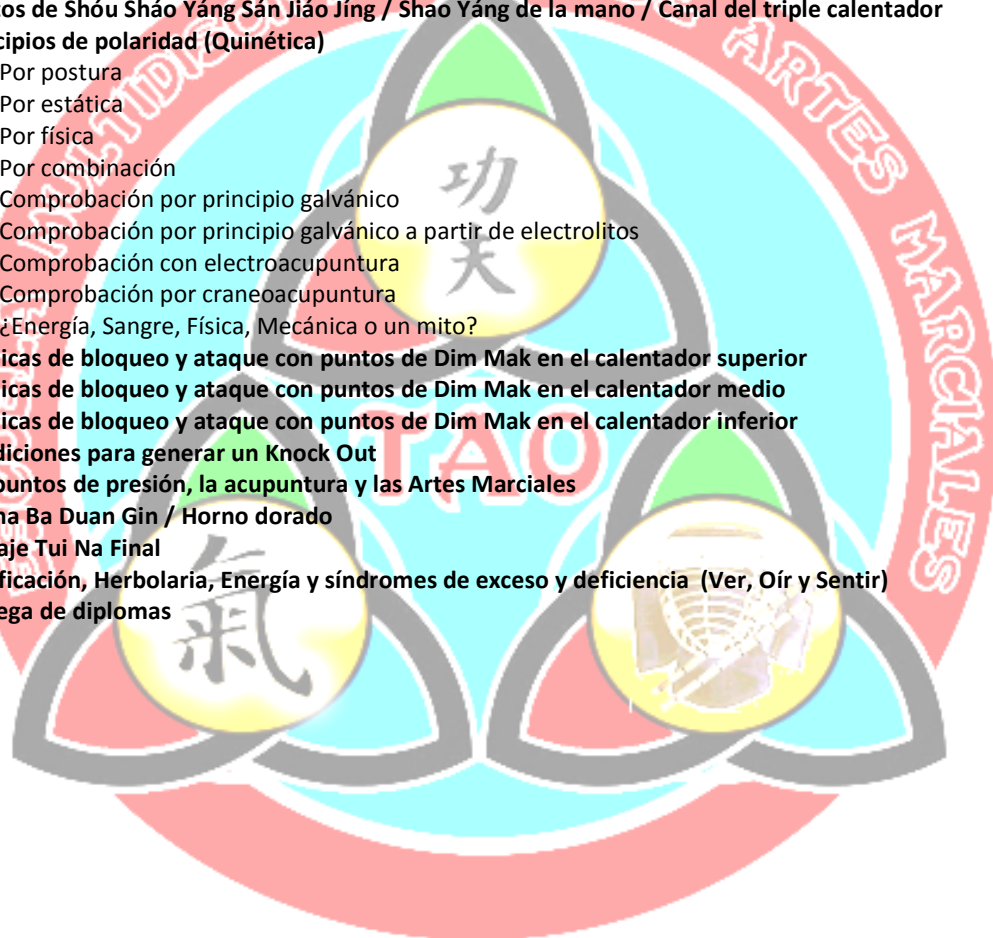 tos de Shóu Sháo Yáng Sán Jiáo Jíng / Shao Yáng de la mano / Canal del triple calentador
cipios de polaridad (Quinética)
Por postura
Por estática
Por física
Por combinación
Comprobación por principio galvánico
Comprobación por principio galvánico a partir de electrolitos
Comprobación con electroacupuntura
Comprobación por craneoacupuntura
¿Energía, Sangre, Física, Mecánica o un mito?
icas de bloqueo y ataque con puntos de Dim Mak en el calentador superior
icas de bloqueo y ataque con puntos de Dim Mak en el calentador medio
icas de bloqueo y ataque con puntos de Dim Mak en el calentador inferior
diciones para generar un Knock Out
puntos de presión, la acupuntura y las Artes Marciales
na Ba Duan Gin / Horno dorado
aje Tui Na Final
ificación, Herbolaria, Energía y síndromes de exceso y deficiencia (Ver, Oír y Sentir)
ega de diplomas
ARTES MARCIALES
功夫
TAO
氣